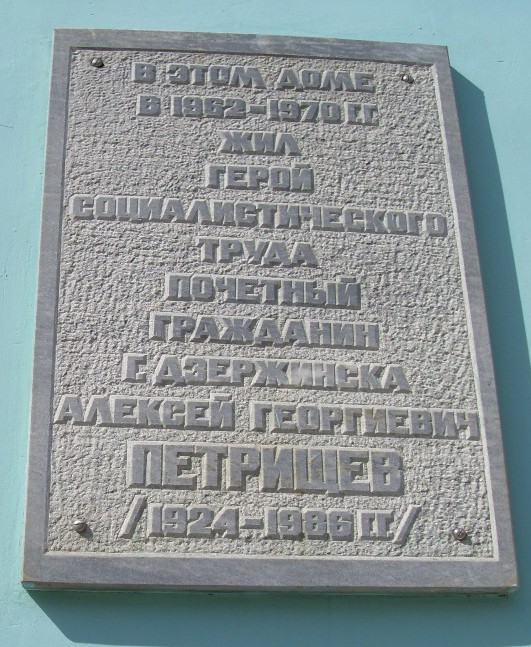 В ЭТОМ ДОМЕ
В 1962-1970 Г.Г.
ЖИЛ
ГЕРОЙ
СОЦИАЛИСТИЧЕСКОГО
ТРУДА
ПОЧЕТНЫЙ
ГРАЖДАНИН
Г. ДЗЕРЖИНСКА
АЛЕКСЕЙ ГЕОРГИЕВИЧ
ПЕТРИЩЕВ
/1924-1986 Г.Г./